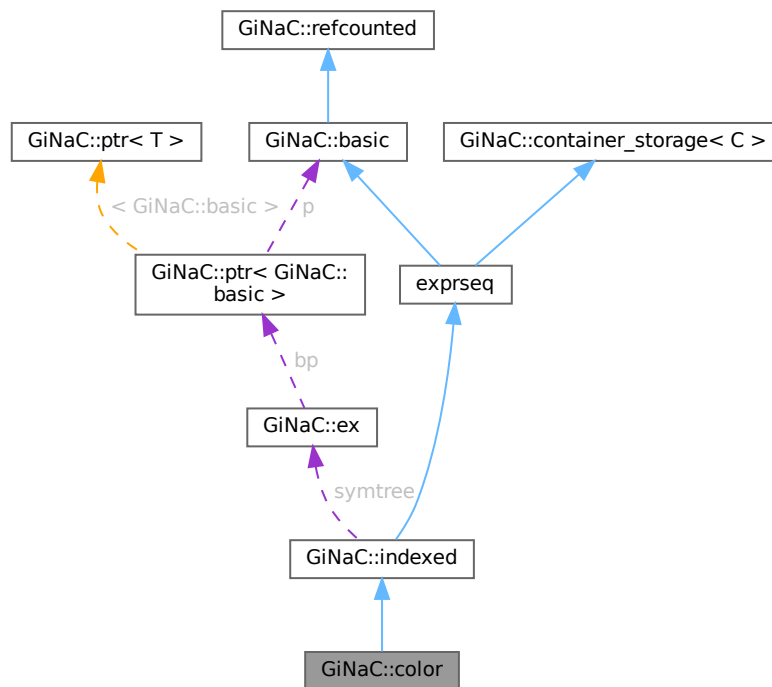 GiNaC::refcounted
GiNaC::ptr< T >
GiNaC::basic
GiNaC::container_storage< C >
< GiNaC::basic >
p
GiNaC::ptr< GiNaC::
basic >
exprseq
bp
GiNaC::ex
symtree
GiNaC::indexed
GiNaC::color